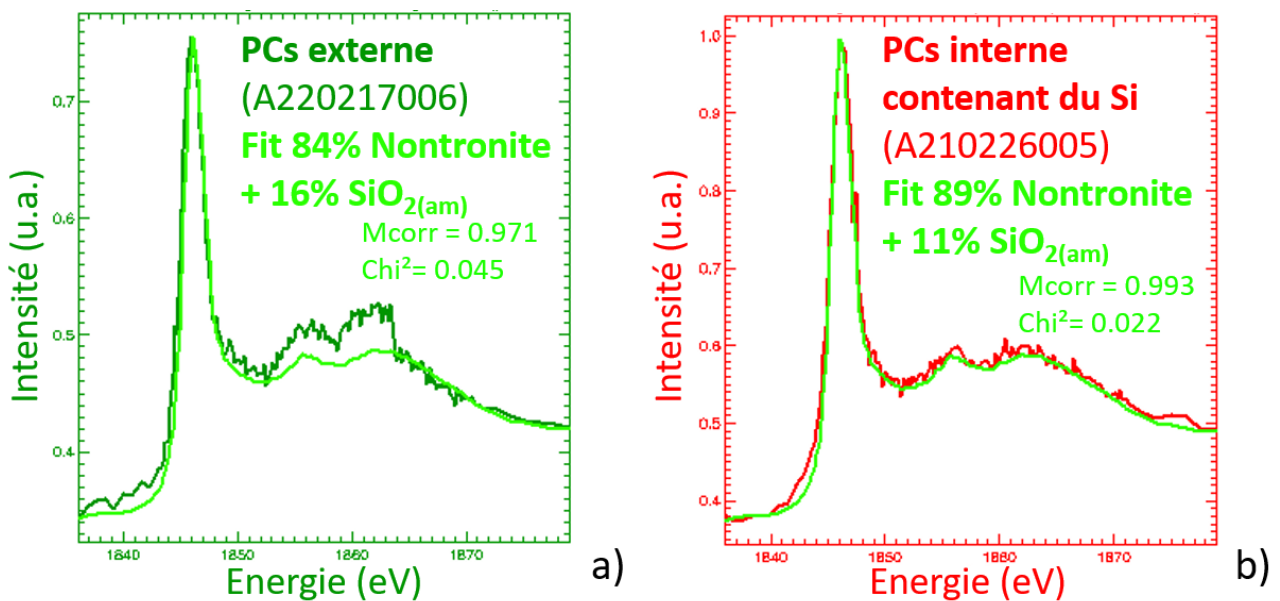 PCs externe
(A220217006)
Fit 84% Nontronite
+ 16% SiO2(am)
Mcorr = 0.971
Chi²= 0.045
Intensité (u.a.)
0.7
0.6
0.5
0.4
1840
1850
1860
1870
Energie (eV)
a)
PCs interne
contenant du Si
(A210226005)
Fit 89% Nontronite
+ 11% SiO2(am)
Mcorr = 0.993
Chi²= 0.022
Intensité (u.a.)
1.0
0.9
0.8
0.7
0.6
0.5
0.4
1840
1850
1860
1870
Energie (eV)
b)